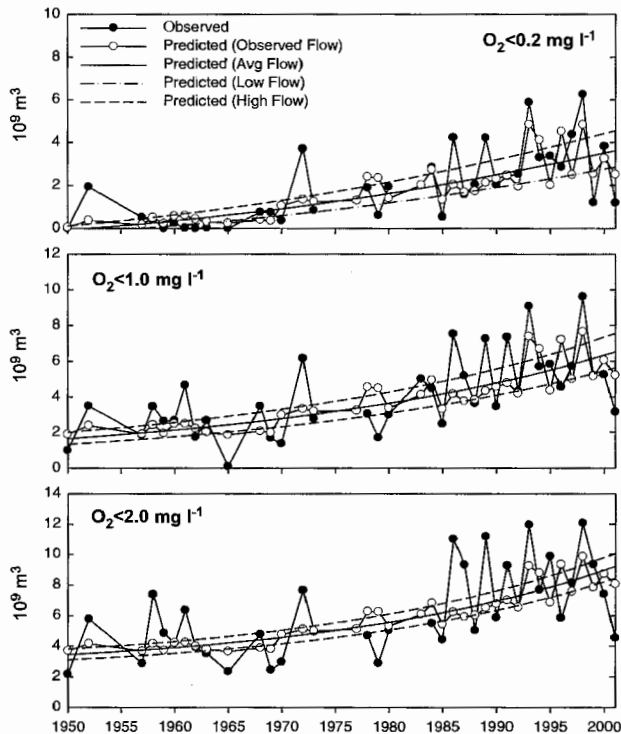 Observed
Predicted (Observed Flow)
Predicted (Avg Flow)
Predicted (Low Flow)
Predicted (High Flow)
O2<0.2 mg l-1
10
8
6
4
2
0
10⁹ m³
O2<1.0 mg l-1
12
10
8
6
4
2
0
10⁹ m³
O2<2.0 mg l-1
14
12
10
8
6
4
2
0
10⁹ m³
1950 1955 1960 1965 1970 1975 1980 1985 1990 1995 2000